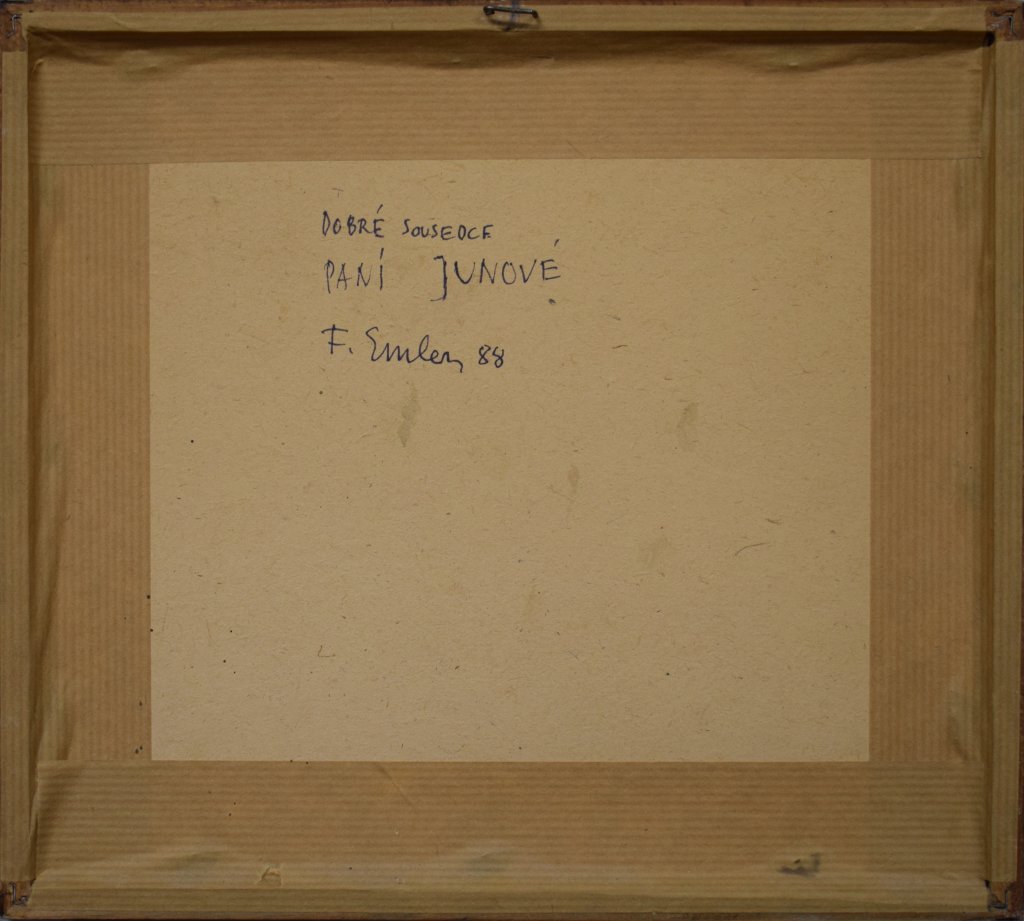 DOBRÉ SOUSEDCE
PANÍ JUNOVÉ
F. Emler 88